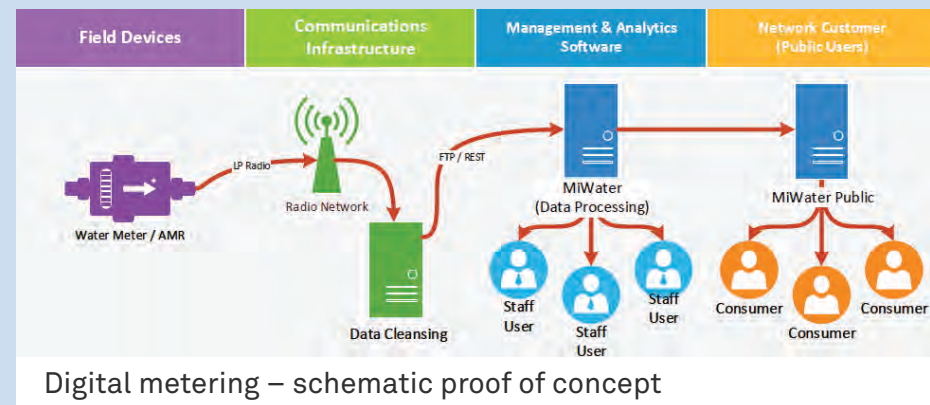 Field Devices
Communications
Infrastructure
Management & Analytics
Software
Network Customer
(Public Users)
LP Radio
FTP / REST
Water Meter / AMR
Radio Network
Data Cleansing
MiWater
(Data Processing)
MiWater Public
Staff
User
Staff
User
Staff
User
Consumer
Consumer
Consumer
Digital metering – schematic proof of concept